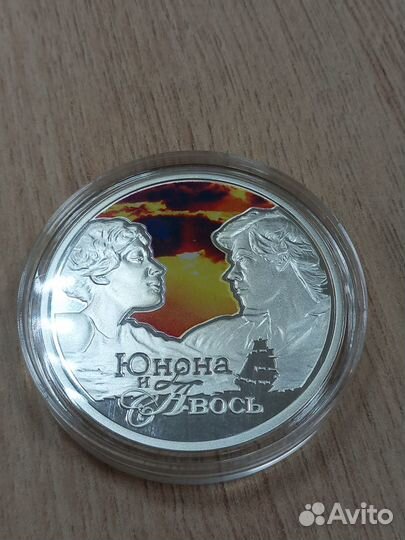 Юнона
и
Авось
Avito